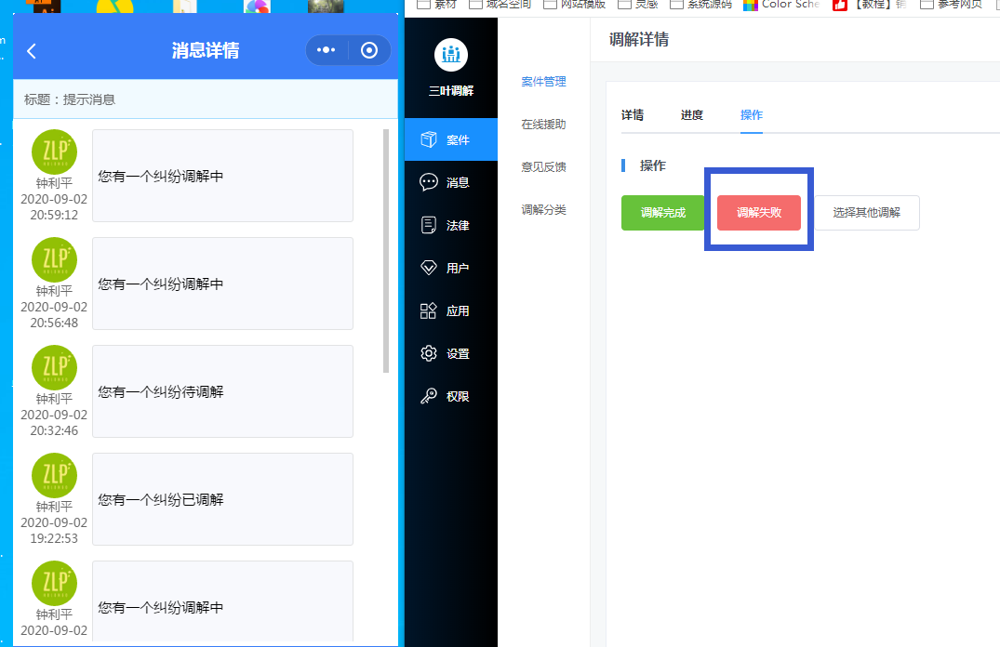 消息详情
标题：提示消息
钟利平
2020-09-02
20:59:12
您有一个纠纷调解中
钟利平
2020-09-02
20:56:48
您有一个纠纷调解中
钟利平
2020-09-02
20:32:46
您有一个纠纷待调解
钟利平
2020-09-02
19:22:53
您有一个纠纷已调解
钟利平
2020-09-02
您有一个纠纷调解中
ZLP
ZLP
ZLP
ZLP
ZLP
素材
域名空间
网站模版
灵感
系统源码
Color Sche
【教程】销
参考网页
三叶调解
案件
消息
法律
用户
应用
设置
权限
案件管理
在线援助
意见反馈
调解分类
调解详情
详情
进度
操作
操作
调解完成
调解失败
选择其他调解